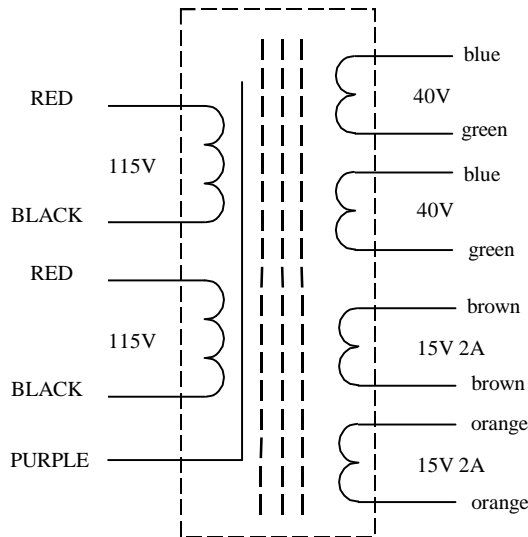 RED
115V
BLACK
RED
115V
BLACK
PURPLE
blue
40V
green
blue
40V
green
brown
15V 2A
brown
orange
15V 2A
orange